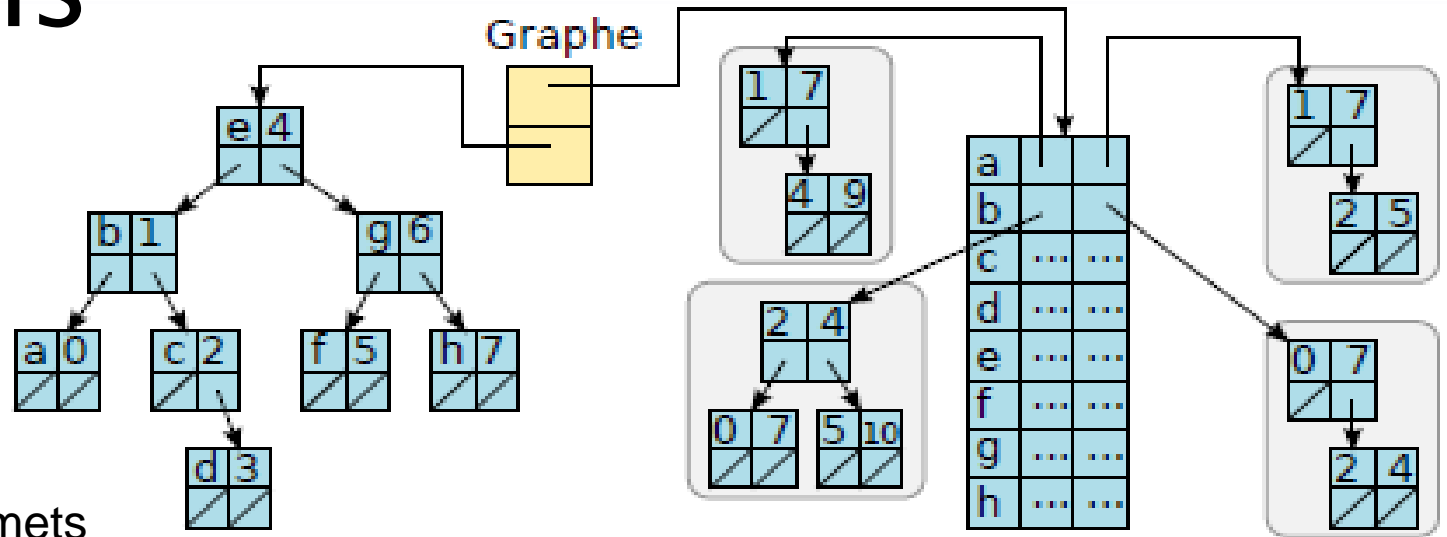 Graphe
e 4
b 1
g 6
a 0
c 2
f 5
h 7
d 3
1 7
4 9
2 4
0 7
5 10
a
b
c ... ...
d ... ...
e ... ...
f ... ...
g ... ...
h ... ...
1 7
2 5
0 7
2 4
mets